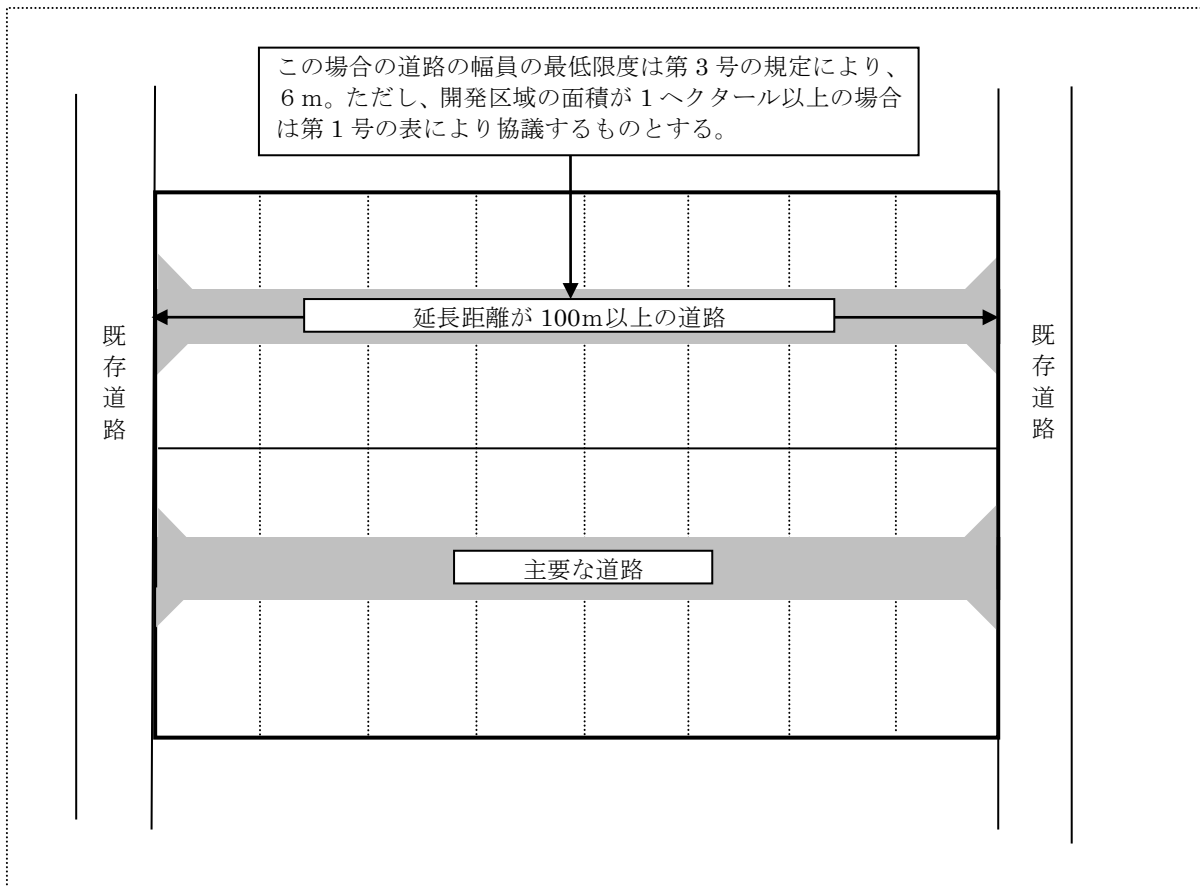 この場合の道路の幅員の最低限度は第3号の規定により、
6m。ただし、開発区域の面積が1ヘクタール以上の場合
は第1号の表により協議するものとする。
延長距離が100m以上の道路
既存道路
既存道路
主要な道路